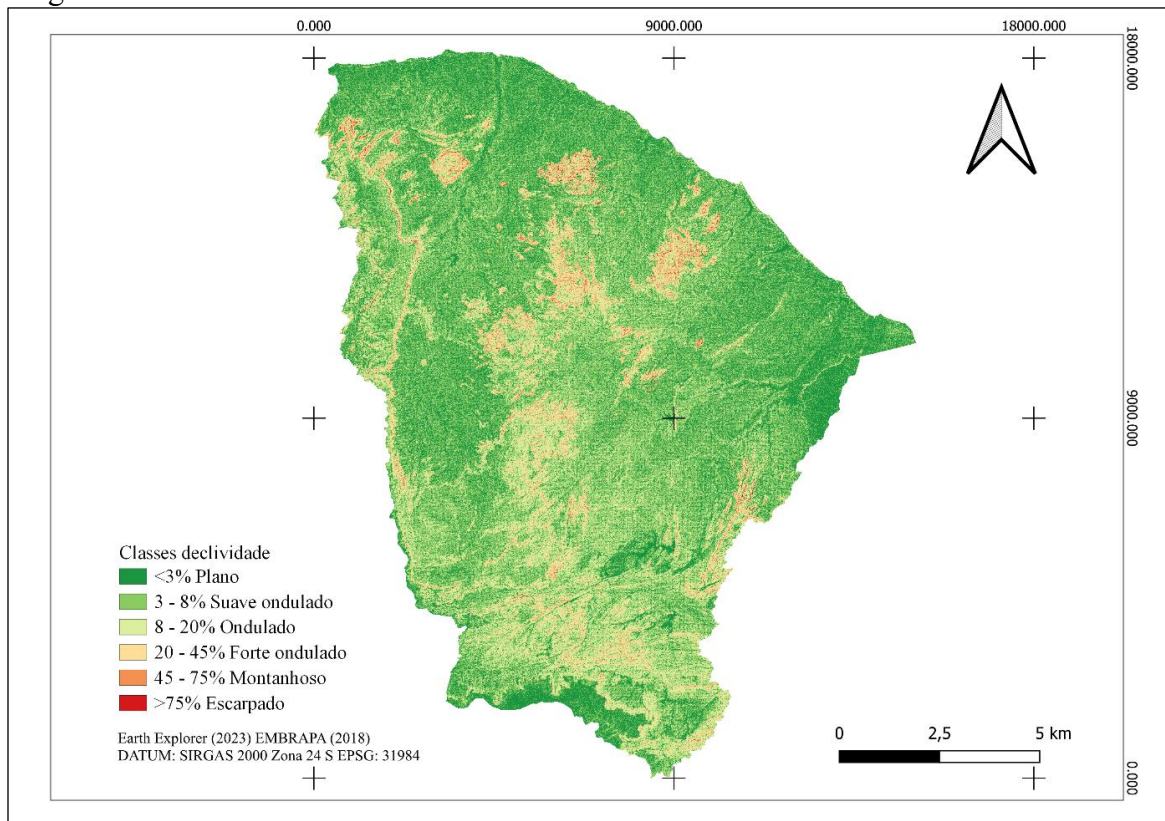 0.000 9000.000 18000.000
18000.000
9000.000
0.000
Classes declividade
<3% Plano
3 - 8% Suave ondulado
8 - 20% Ondulado
20 - 45% Forte ondulado
45 - 75% Montanhoso
>75% Escarpado
Earth Explorer (2023) EMBRAPA (2018)
DATUM: SIRGAS 2000 Zona 24 S EPSG: 31984
0 2,5 5 km